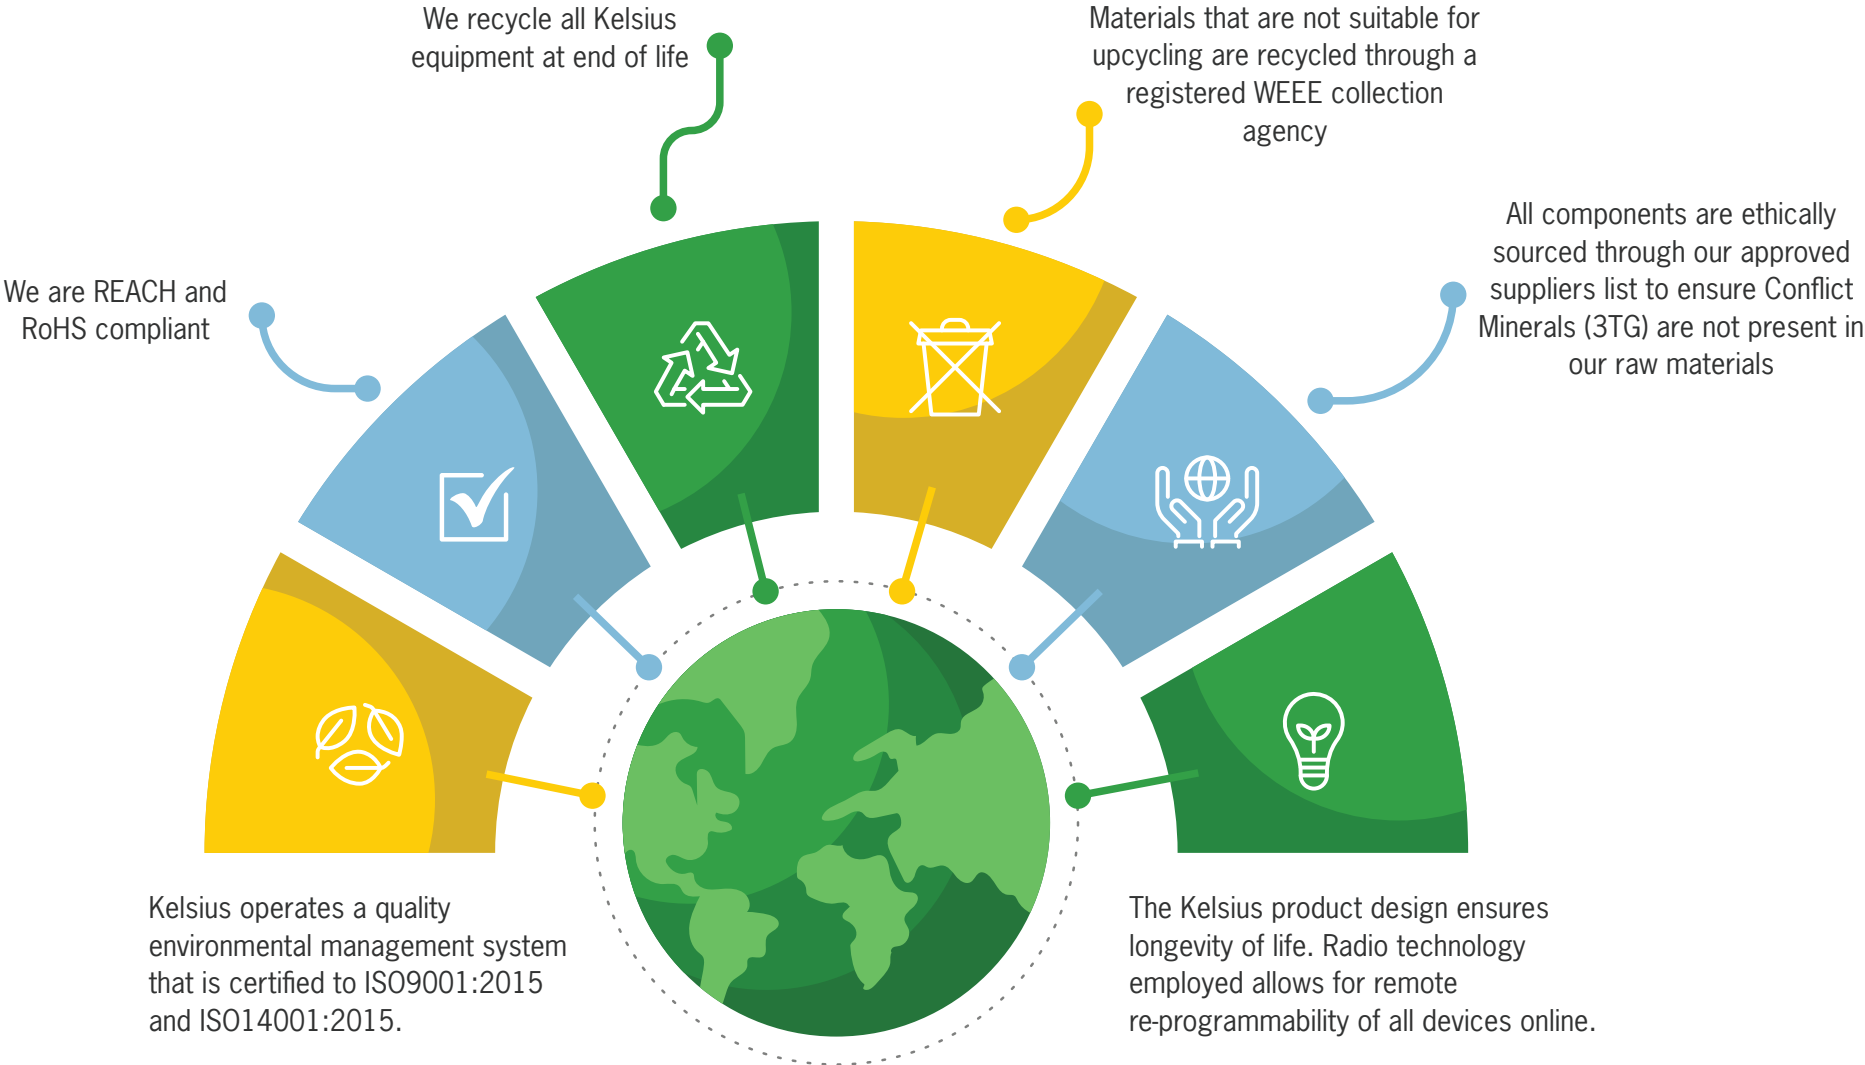 We recycle all Kelsius
equipment at end of life
Materials that are not suitable for
upcycling are recycled through a
registered WEEE collection
agency
We are REACH and
RoHS compliant
All components are ethically
sourced through our approved
suppliers list to ensure Conflict
Minerals (3TG) are not present in
our raw materials
Kelsius operates a quality
environmental management system
that is certified to ISO9001:2015
and ISO14001:2015.
The Kelsius product design ensures
longevity of life. Radio technology
employed allows for remote
re-programmability of all devices online.